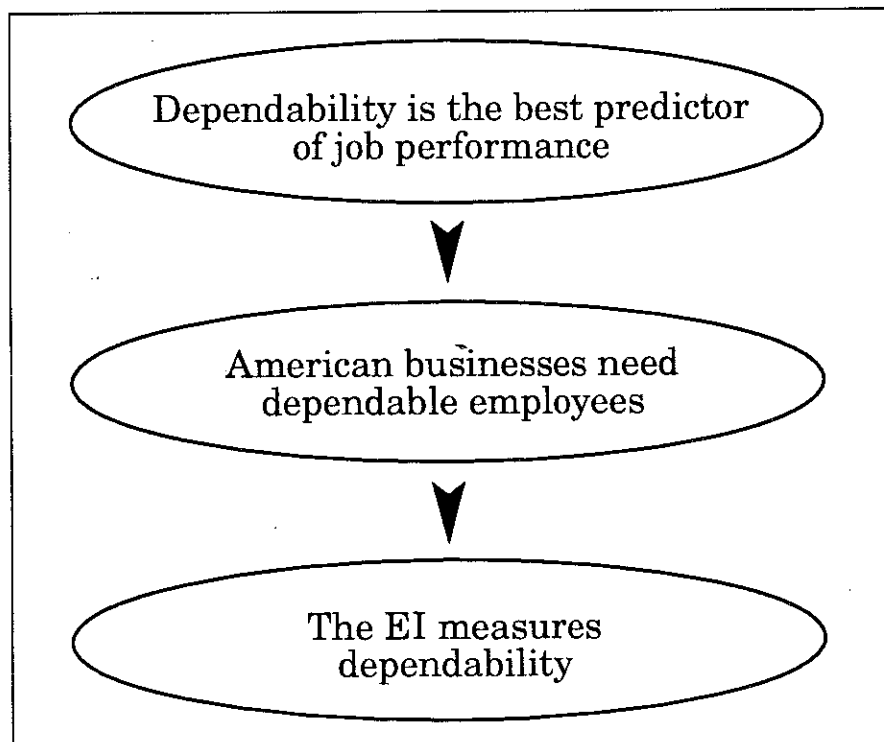 Dependability is the best predictor
of job performance
American businesses need
dependable employees
The EI measures
dependability